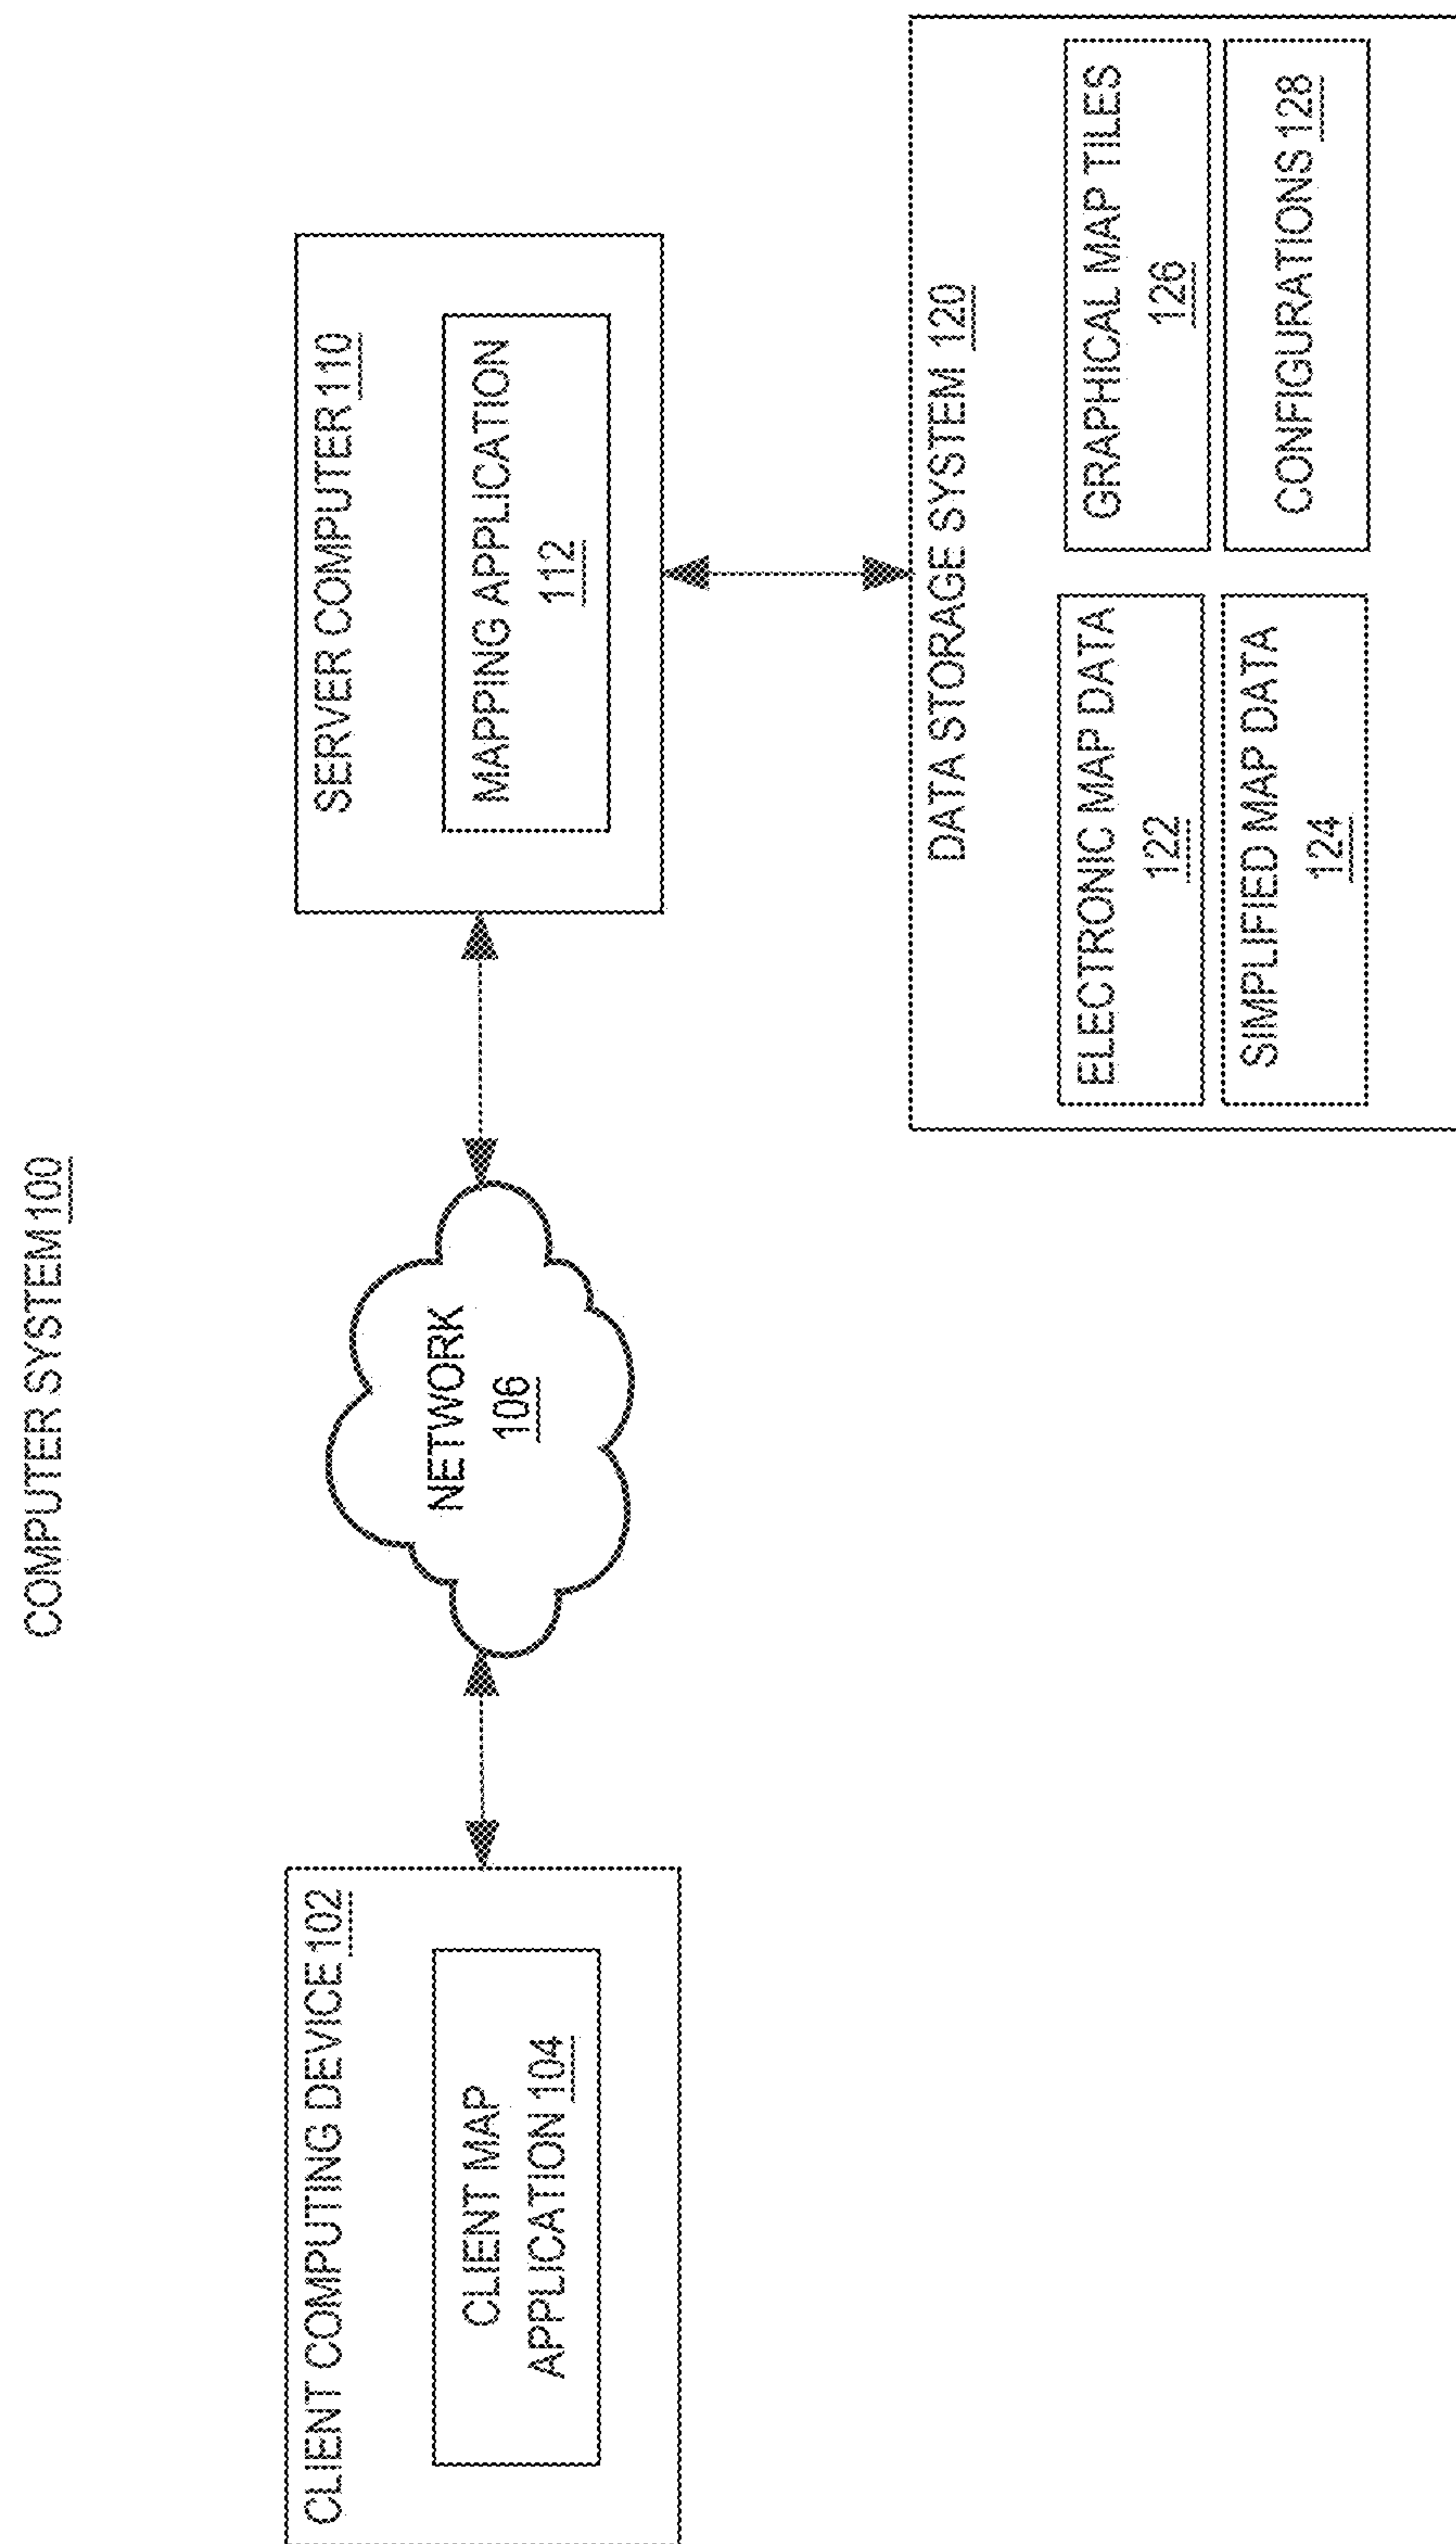 COMPUTER SYSTEM 100
CLIENT COMPUTING DEVICE 102
CLIENT MAP
APPLICATION 104
NETWORK
106
SERVER COMPUTER 110
MAPPING APPLICATION
112
DATA STORAGE SYSTEM 120
ELECTRONIC MAP DATA
122
SIMPLIFIED MAP DATA
124
GRAPHICAL MAP TILES
126
CONFIGURATIONS 128